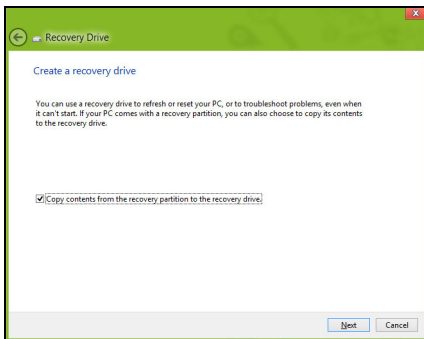 Recovery Drive
Create a recovery drive
You can use a recovery drive to refresh or reset your PC, or to troubleshoot problems, even when
it can't start. If your PC comes with a recovery partition, you can also choose to copy its contents
to the recovery drive.
Copy contents from the recovery partition to the recovery drive.
Next Cancel